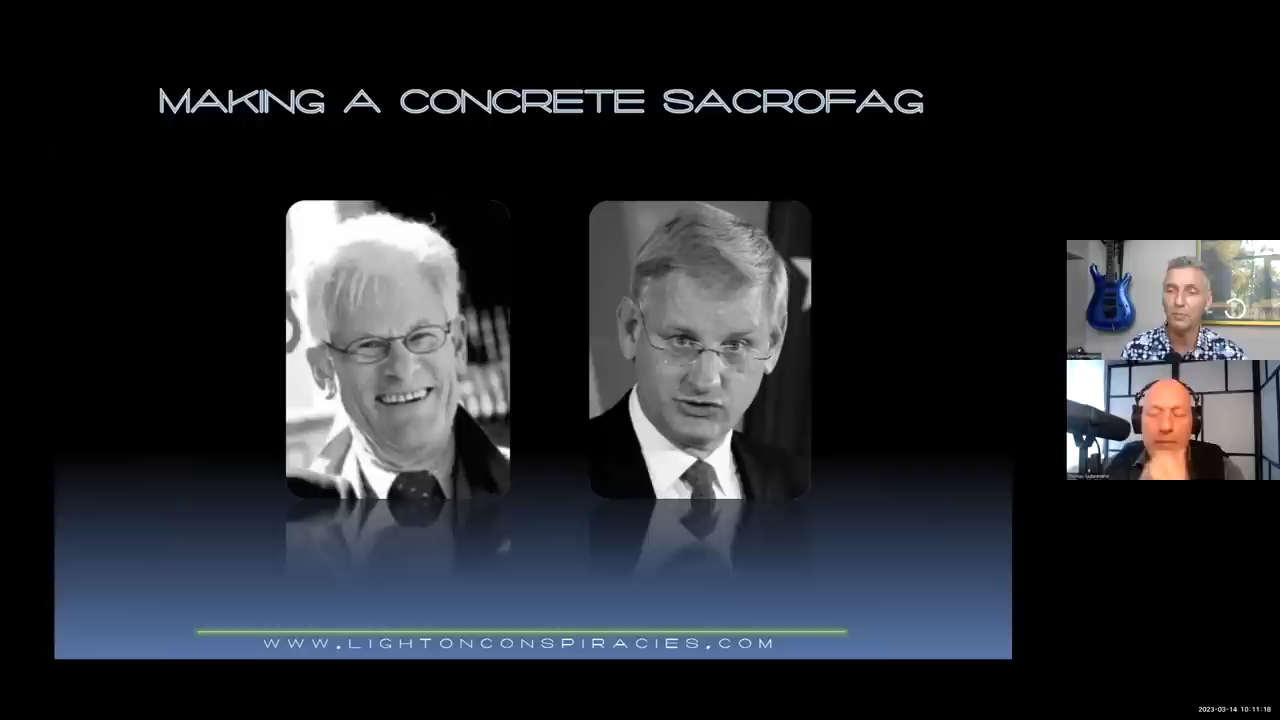 MAKING A CONCRETE SACROFAG
WWW.LIGHTONCONSPIRACIES.COM
2023-03-14 10:11:18